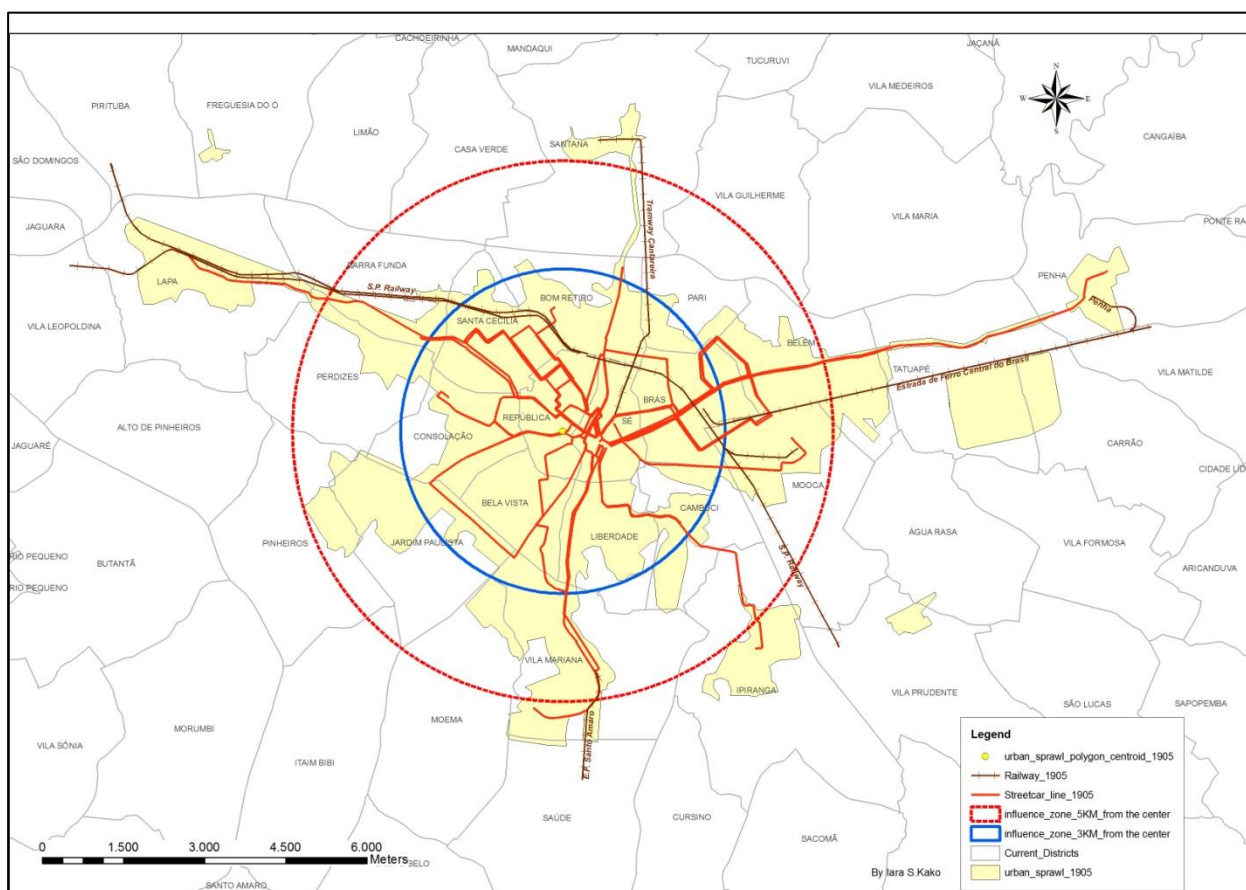 CACHOEIRINHA
MANDAQUI
JAÇANÃ
TUCURUVI
VILA MEDEIROS
N
W E
S
PIRITUBA
FREGUESIA DO Ó
LIMÃO
CANGAÍBA
SANTANA
CASA VERDE
SÃO DOMINGOS
VILA GUILHERME
VILA MARIA
Tramway Cantareira
JAGUARA
PONTE RA
BARRA FUNDA
PENHA
LAPA
S.P. Railway
BOM RETIRO
PARI
Penha
SANTA CECÍLIA
VILA LEOPOLDINA
BELÉM
TATUAPÉ
Estrada de Ferro Central do Brasil
VILA MATILDE
PERDIZES
BRÁS
REPÚBLICA
SÉ
ALTO DE PINHEIROS
CONSOLAÇÃO
JAGUARÉ
CARRÃO
CIDADE LÍD
MOOCA
BELA VISTA
CAMBUCI
ÁGUA RASA
LIBERDADE
JARDIM PAULISTA
PINHEIROS
VILA FORMOSA
RIO PEQUENO
BUTANTÃ
ARICANDUVA
S.P. Railway
RIO PEQUENO
VILA MARIANA
IPIRANGA
VILA PRUDENTE
SÃO LUCAS
SAPOPEMBA
MOEMA
MORUMBI
VILA SÔNIA
E.F. Santo Amaro
ITAIM BIBI
SAÚDE
CURSINO
SACOMÃ
Legend
urban_sprawl_polygon_centroid_1905
Railway_1905
Streetcar_line_1905
influence_zone_5KM_from the center
influence_zone_3KM_from the center
Current_Districts
urban_sprawl_1905
0 1.500 3.000 4.500 6.000
Meters
BELO
By Iara S.Kako
SANTO AMARO